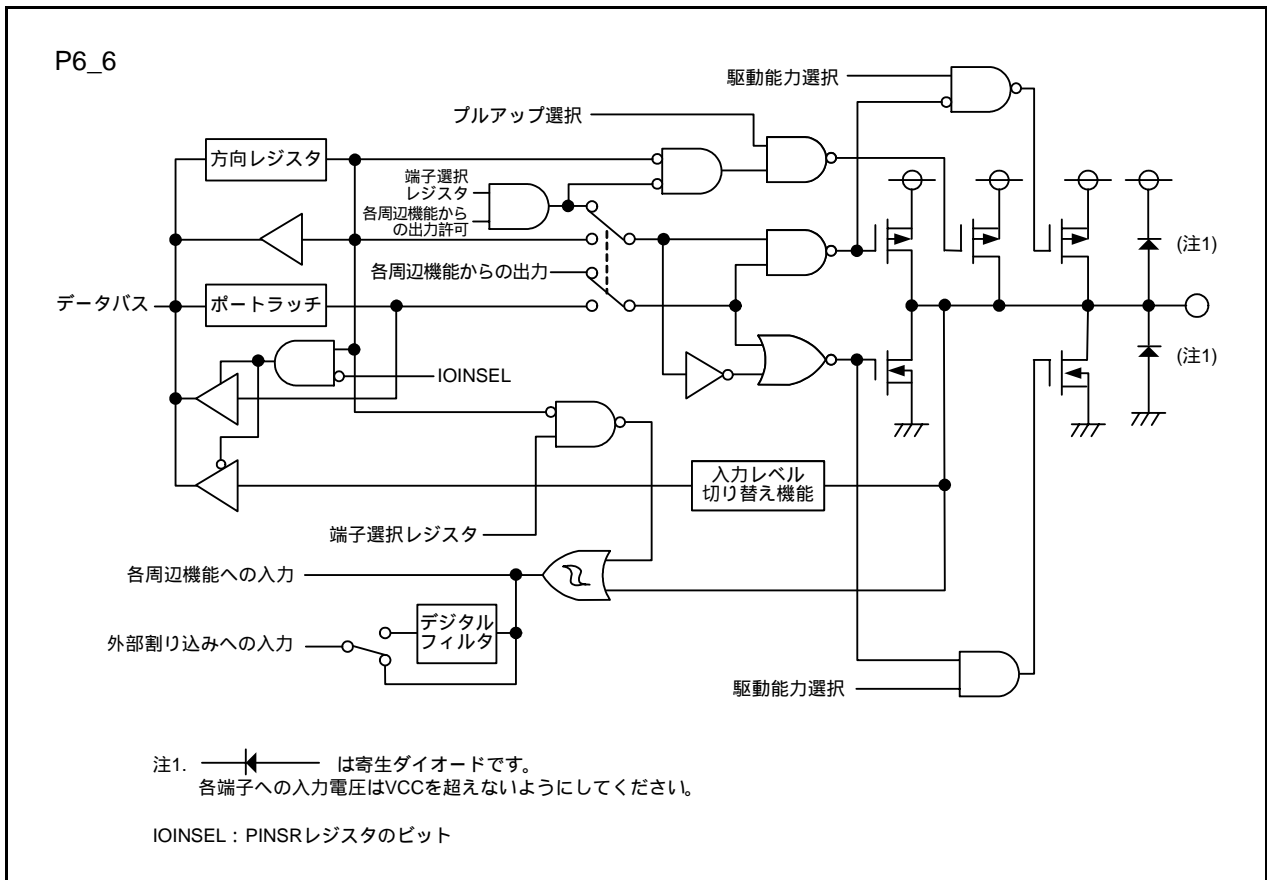 P6_6
駆動能力選択
プルアップ選択
方向レジスタ
端子選択
レジスタ
各周辺機能から
の出力許可
(注1)
各周辺機能からの出力
データバス
ポートラッチ
(注1)
IOINSEL
入力レベル
切り替え機能
端子選択レジスタ
各周辺機能への入力
デジタル
フィルタ
外部割り込みへの入力
駆動能力選択
注1. は寄生ダイオードです。
各端子への入力電圧はVCCを超えないようにしてください。
IOINSEL：PINSRレジスタのビット